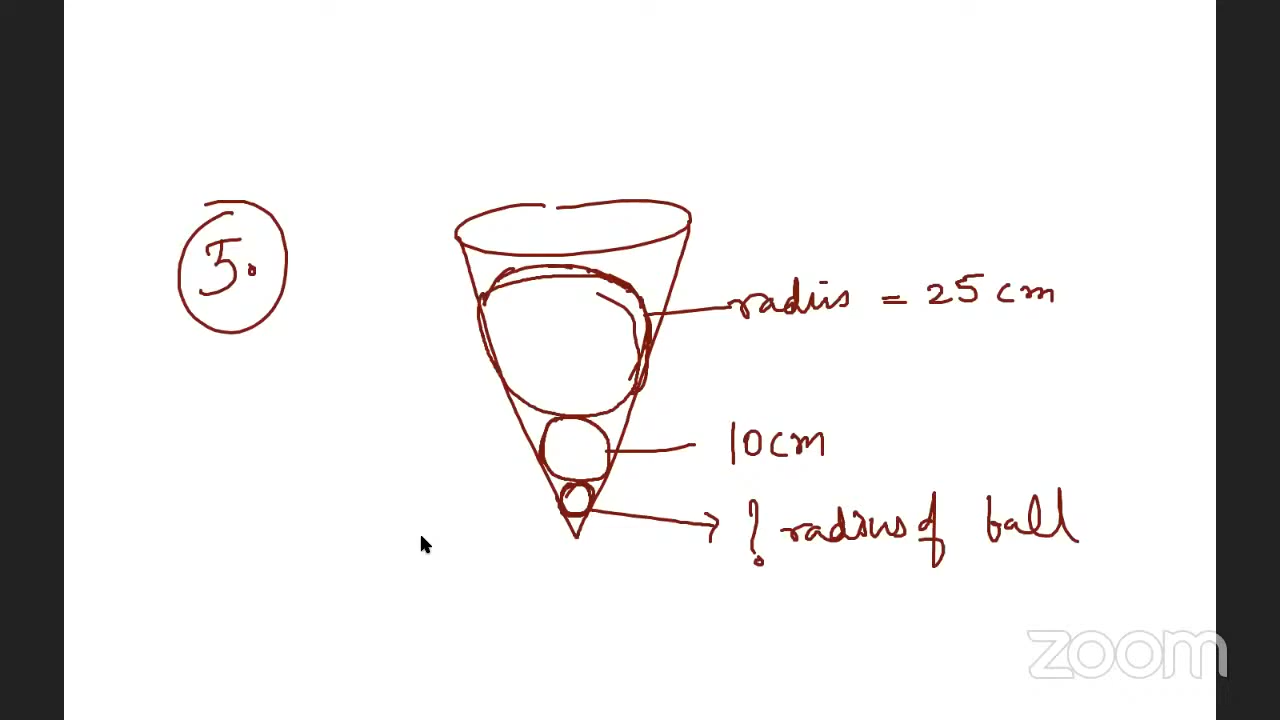 5.
radius = 25 cm
10cm
? radius of ball
zoom